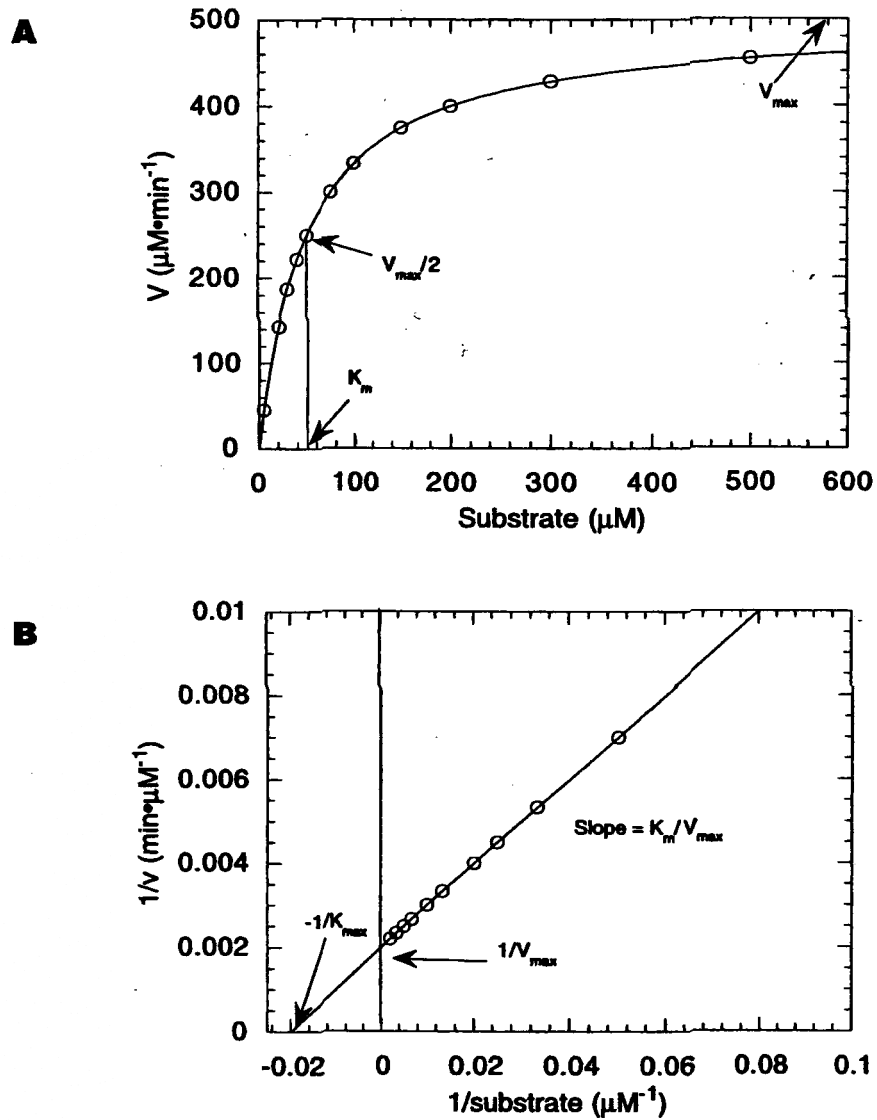 A
500
400
300
200
100
0
V (µM•min⁻¹)
Vmax
Vmax/2
Km
0 100 200 300 400 500 600
Substrate (µM)
B
0.01
0.008
0.006
0.004
0.002
0
1/v (min•µM⁻¹)
Slope = Km/Vmax
-1/Kmax
1/Vmax
-0.02 0 0.02 0.04 0.06 0.08 0.1
1/substrate (µM⁻¹)